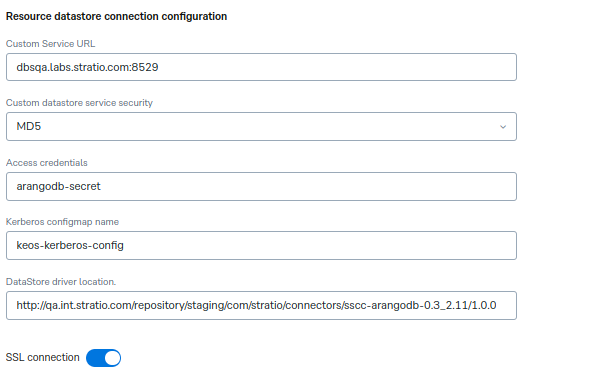 Resource datastore connection configuration
Custom Service URL
dbsqa.labs.stratio.com:8529
Custom datastore service security
MD5
Access credentials
arangodb-secret
Kerberos configmap name
keos-kerberos-config
DataStore driver location.
http://qa.int.stratio.com/repository/staging/com/stratio/connectors/sscc-arangodb-0.3_2.11/1.0.0
SSL connection